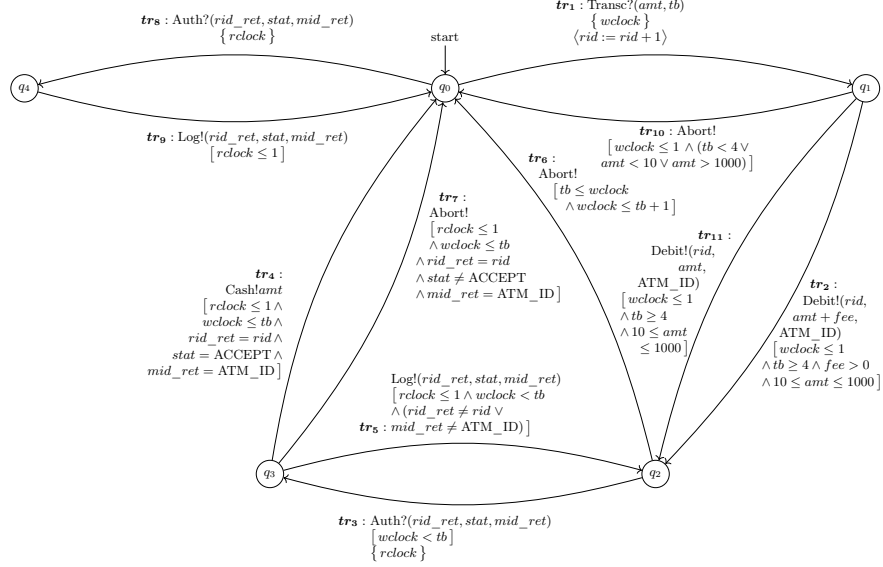 tr₈ : Auth?(rid_ret, stat, mid_ret)
{ rclock }
start
tr₁ : Transc?(amt, tb)
{ wclock }
⟨rid := rid + 1⟩
q₄
q₀
q₁
tr₉ : Log!(rid_ret, stat, mid_ret)
[ rclock ≤ 1 ]
tr₁₀ : Abort!
[ wclock ≤ 1 ∧ (tb < 4 ∨
amt < 10 ∨ amt > 1000) ]
tr₆ :
Abort!
[ tb ≤ wclock
∧ wclock ≤ tb + 1 ]
tr₇ :
Abort!
[ rclock ≤ 1
∧ wclock ≤ tb
∧ rid_ret = rid
∧ stat ≠ ACCEPT
∧ mid_ret = ATM_ID ]
tr₄ :
Cash!amt
[ rclock ≤ 1 ∧
wclock ≤ tb ∧
rid_ret = rid ∧
stat = ACCEPT ∧
mid_ret = ATM_ID ]
tr₁₁ :
Debit!(rid,
amt,
ATM_ID)
[ wclock ≤ 1
∧ tb ≥ 4
∧ 10 ≤ amt
≤ 1000 ]
tr₂ :
Debit!(rid,
amt + fee,
ATM_ID)
[ wclock ≤ 1
∧ tb ≥ 4 ∧ fee > 0
∧ 10 ≤ amt ≤ 1000 ]
Log!(rid_ret, stat, mid_ret)
[ rclock ≤ 1 ∧ wclock < tb
∧ (rid_ret ≠ rid ∨
tr₅ : mid_ret ≠ ATM_ID) ]
q₃
q₂
tr₃ : Auth?(rid_ret, stat, mid_ret)
[ wclock < tb ]
{ rclock }